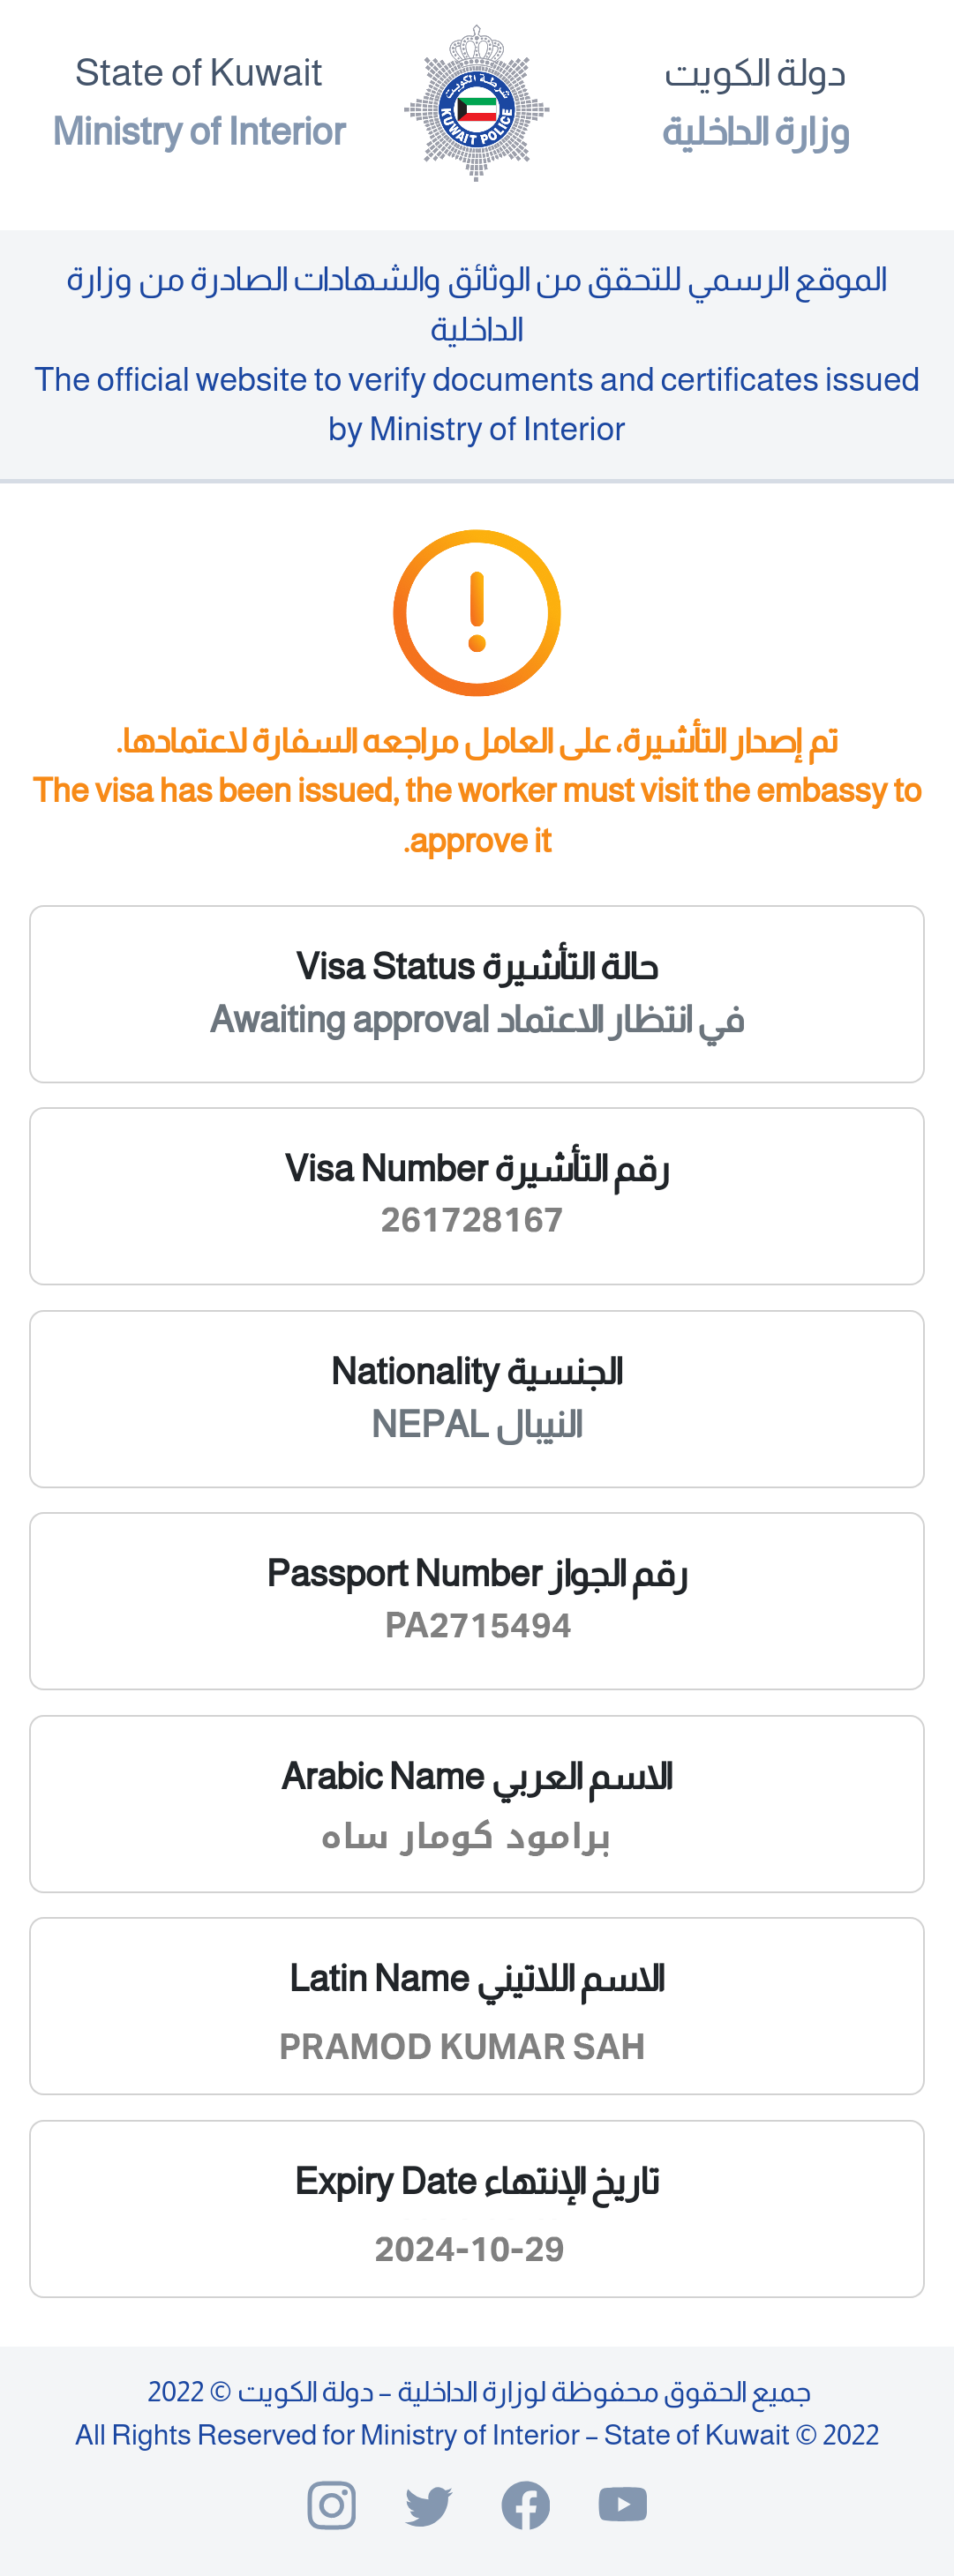 State of Kuwait
Ministry of Interior
شرطة الكويت
KUWAIT POLICE
دولة الكويت
وزارة الداخلية
الموقع الرسمي للتحقق من الوثائق والشهادات الصادرة من وزارة
الداخلية
The official website to verify documents and certificates issued
by Ministry of Interior
تم إصدار التأشيرة، على العامل مراجعه السفارة لاعتمادها.
The visa has been issued, the worker must visit the embassy to
.approve it
Visa Status حالة التأشيرة
Awaiting approval في انتظار الاعتماد
Visa Number رقم التأشيرة
261728167
Nationality الجنسية
NEPAL النيبال
Passport Number رقم الجواز
PA2715494
Arabic Name الاسم العربي
برامود كومار ساه
Latin Name الاسم اللاتيني
PRAMOD KUMAR SAH
Expiry Date تاريخ الإنتهاء
2024-10-29
جميع الحقوق محفوظة لوزارة الداخلية – دولة الكويت © 2022
All Rights Reserved for Ministry of Interior – State of Kuwait © 2022